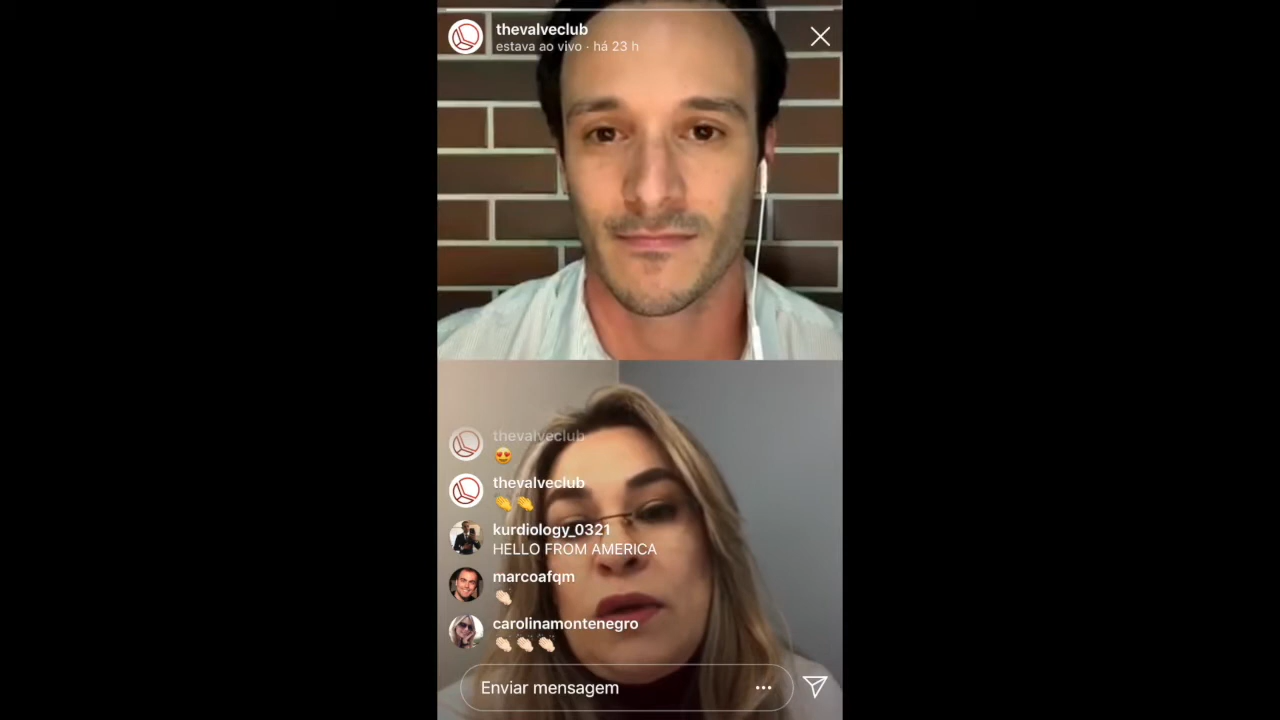 thevalveclub
estava ao vivo · há 23 h
thevalveclub
😍
thevalveclub
👏👏
kurdiology_0321
HELLO FROM AMERICA
marcoafqm
👏🏻
carolinamontenegro
👏🏻👏🏻👏🏻
Enviar mensagem